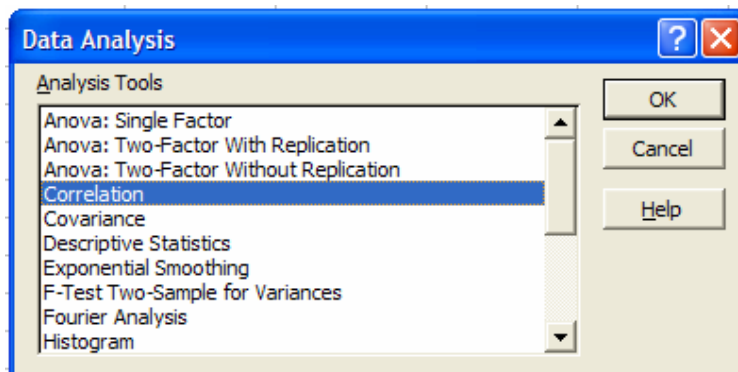 Data Analysis
Analysis Tools
Anova: Single Factor
Anova: Two-Factor With Replication
Anova: Two-Factor Without Replication
Correlation
Covariance
Descriptive Statistics
Exponential Smoothing
F-Test Two-Sample for Variances
Fourier Analysis
Histogram
OK
Cancel
Help